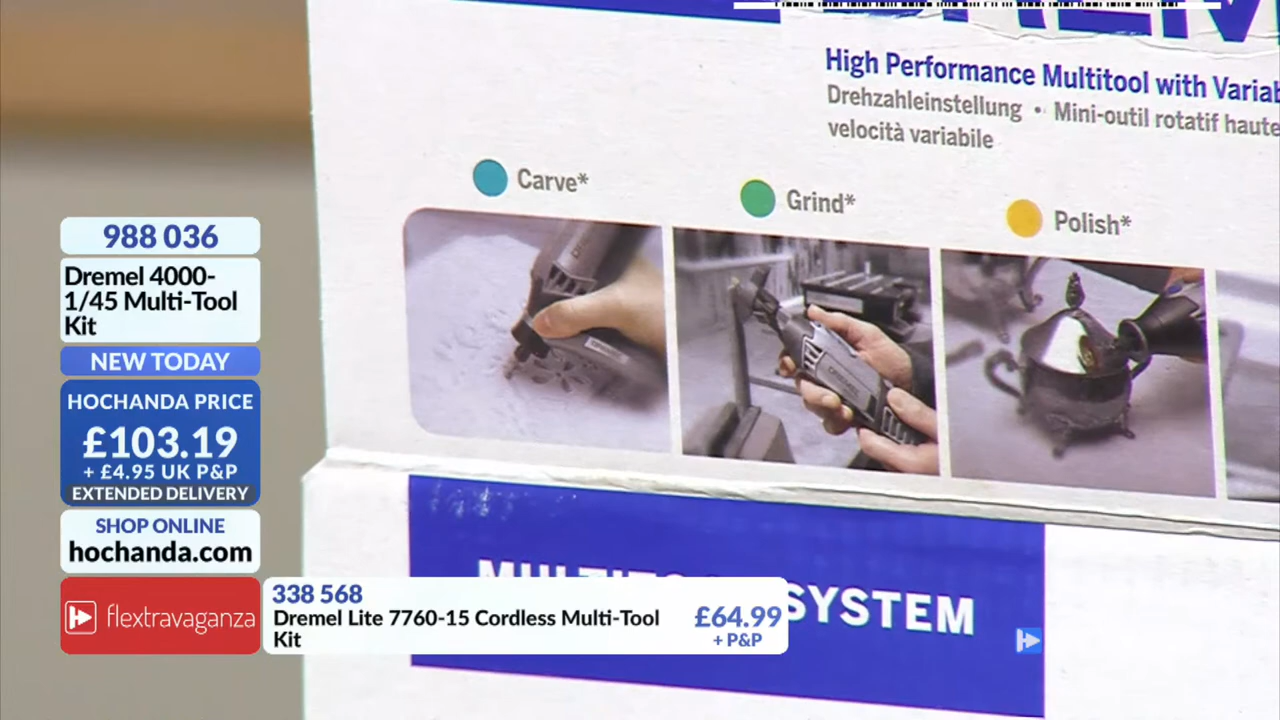 High Performance Multitool with Variab
Drehzahleinstellung • Mini-outil rotatif haute
velocità variabile
Carve*
Grind*
Polish*
988 036
Dremel 4000-
1/45 Multi-Tool
Kit
NEW TODAY
HOCHANDA PRICE
£103.19
+ £4.95 UK P&P
EXTENDED DELIVERY
SHOP ONLINE
hochanda.com
flextravaganza
338 568
Dremel Lite 7760-15 Cordless Multi-Tool
Kit
£64.99
+ P&P
SYSTEM